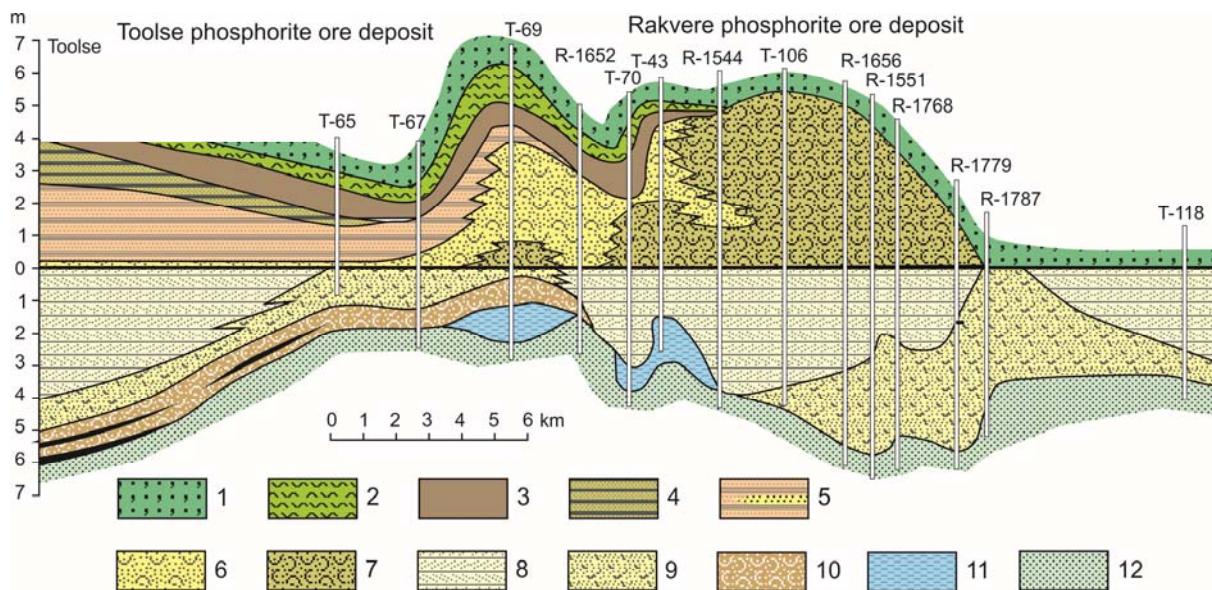 m
Toolse phosphorite ore deposit
Rakvere phosphorite ore deposit
Toolse
7
6
5
4
3
2
1
0
1
2
3
4
5
6
7
T-65
T-67
T-69
R-1652
T-70
T-43
R-1544
T-106
R-1656
R-1551
R-1768
R-1779
R-1787
T-118
0 1 2 3 4 5 6 km
1 2 3 4 5
6 7 8 9 10 11 12